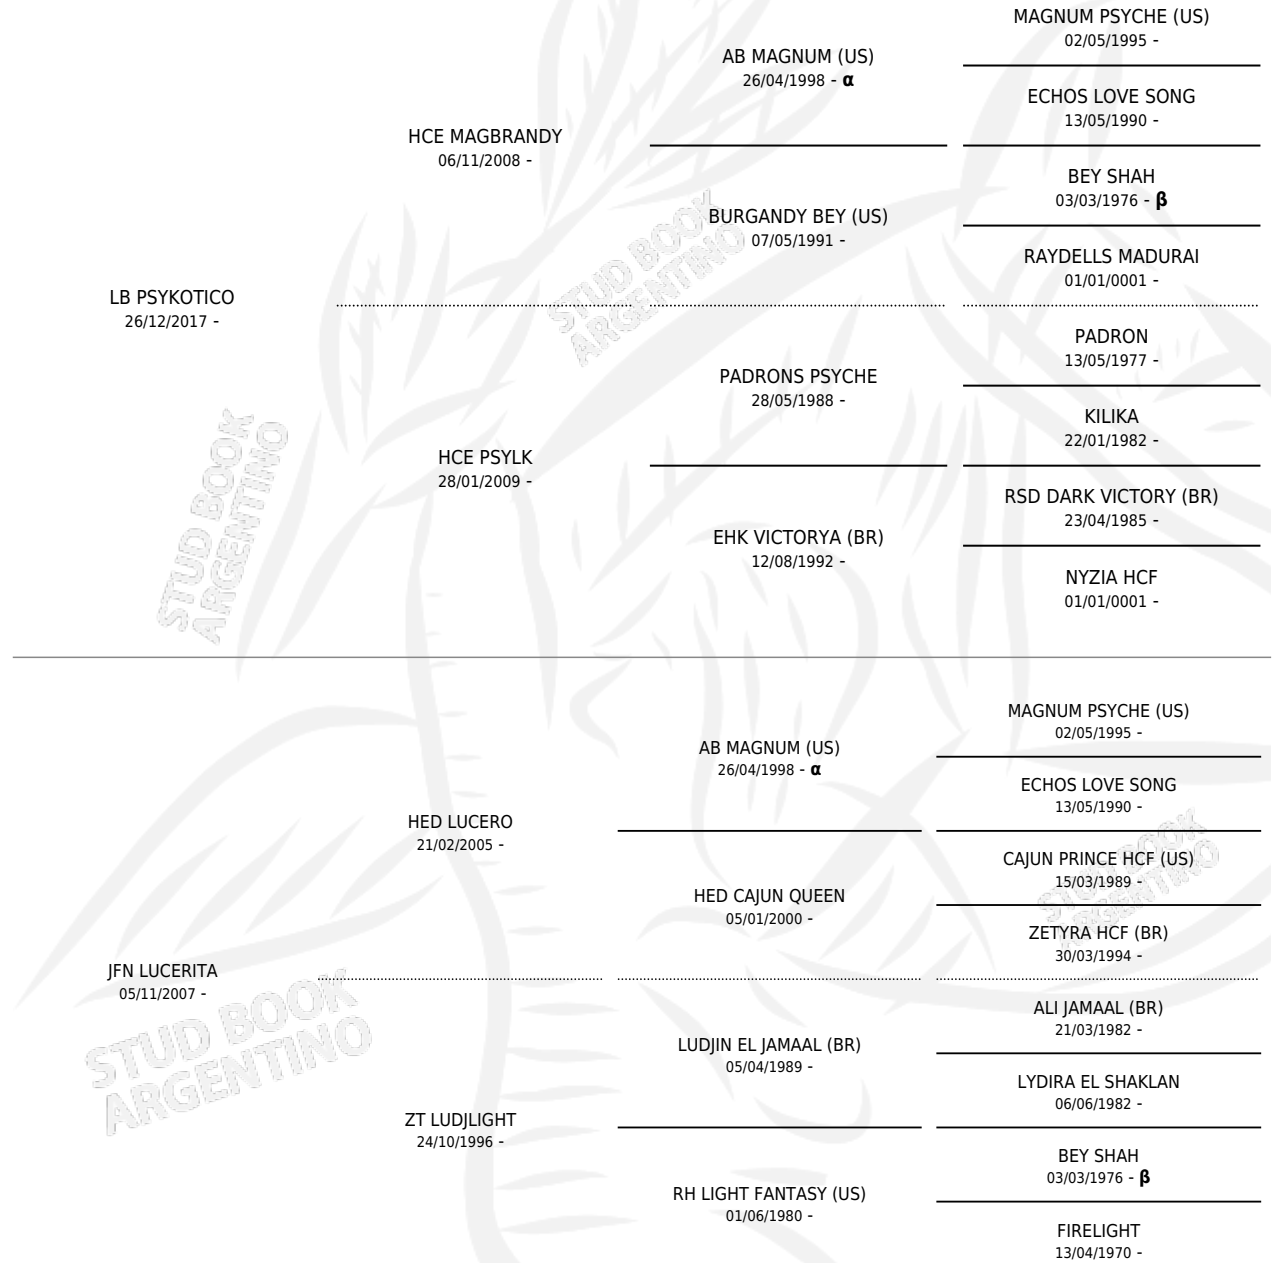 MAGNUM PSYCHE (US)
02/05/1995 -
AB MAGNUM (US)
26/04/1998 - α
ECHOS LOVE SONG
13/05/1990 -
HCE MAGBRANDY
06/11/2008 -
BEY SHAH
03/03/1976 - β
BURGANDY BEY (US)
07/05/1991 -
RAYDELLS MADURAI
01/01/0001 -
LB PSYKOTICO
26/12/2017 -
STUD BOOK
ARGENTINO
PADRON
13/05/1977 -
PADRONS PSYCHE
28/05/1988 -
KILIKA
22/01/1982 -
HCE PSYLK
28/01/2009 -
RSD DARK VICTORY (BR)
23/04/1985 -
EHK VICTORYA (BR)
12/08/1992 -
NYZIA HCF
01/01/0001 -
STUD BOOK
ARGENTINO
MAGNUM PSYCHE (US)
02/05/1995 -
AB MAGNUM (US)
26/04/1998 - α
ECHOS LOVE SONG
13/05/1990 -
HED LUCERO
21/02/2005 -
CAJUN PRINCE HCF (US)
15/03/1989 -
HED CAJUN QUEEN
05/01/2000 -
ZETYRA HCF (BR)
30/03/1994 -
STUD BOOK
ARGENTINO
JFN LUCERITA
05/11/2007 -
ALI JAMAAL (BR)
21/03/1982 -
LUDJIN EL JAMAAL (BR)
05/04/1989 -
LYDIRA EL SHAKLAN
06/06/1982 -
STUD BOOK
ARGENTINO
ZT LUDJLIGHT
24/10/1996 -
BEY SHAH
03/03/1976 - β
RH LIGHT FANTASY (US)
01/06/1980 -
FIRELIGHT
13/04/1970 -